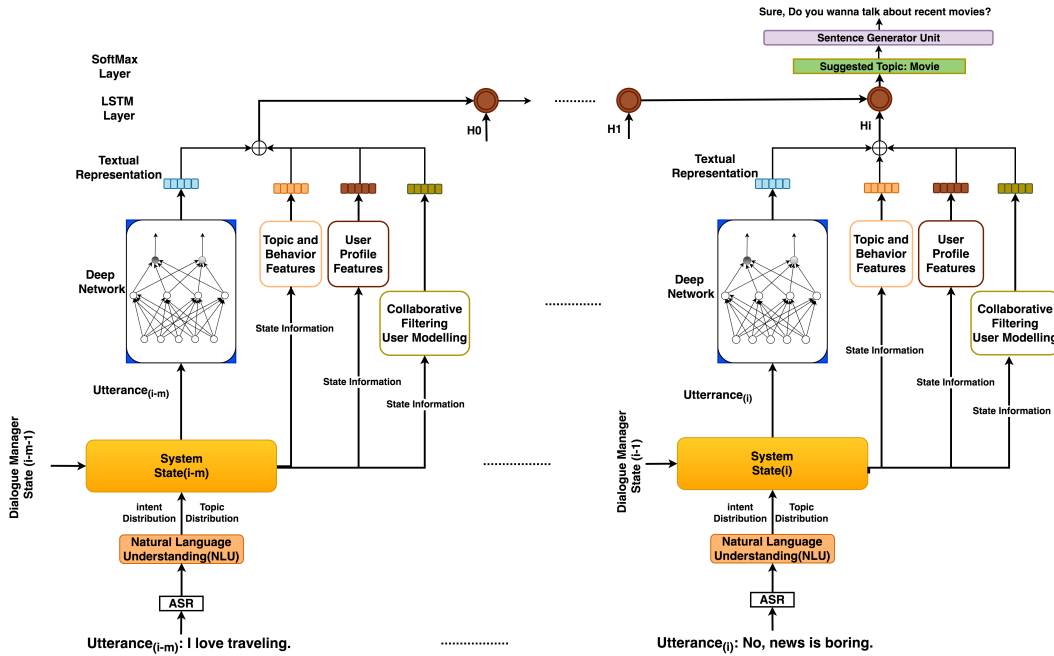 Sure, Do you wanna talk about recent movies?
Sentence Generator Unit
SoftMax
Layer
Suggested Topic: Movie
LSTM
Layer
H0
H1
Hi
Textual
Representation
Textual
Representation
Topic and
Behavior
Features
User
Profile
Features
Topic and
Behavior
Features
User
Profile
Features
Deep
Network
Deep
Network
Collaborative
Filtering
User Modelling
Collaborative
Filtering
User Modelling
State Information
State Information
State Information
State Information
State Information
State Information
Utterance(i-m)
Utterrance(i)
Dialogue Manager
State (i-m-1)
System
State(i-m)
Dialogue Manager
State (i-1)
System
State(i)
intent
Distribution
Topic
Distribution
intent
Distribution
Topic
Distribution
Natural Language
Understanding(NLU)
Natural Language
Understanding(NLU)
ASR
ASR
Utterance(i-m): I love traveling.
Utterance(i): No, news is boring.